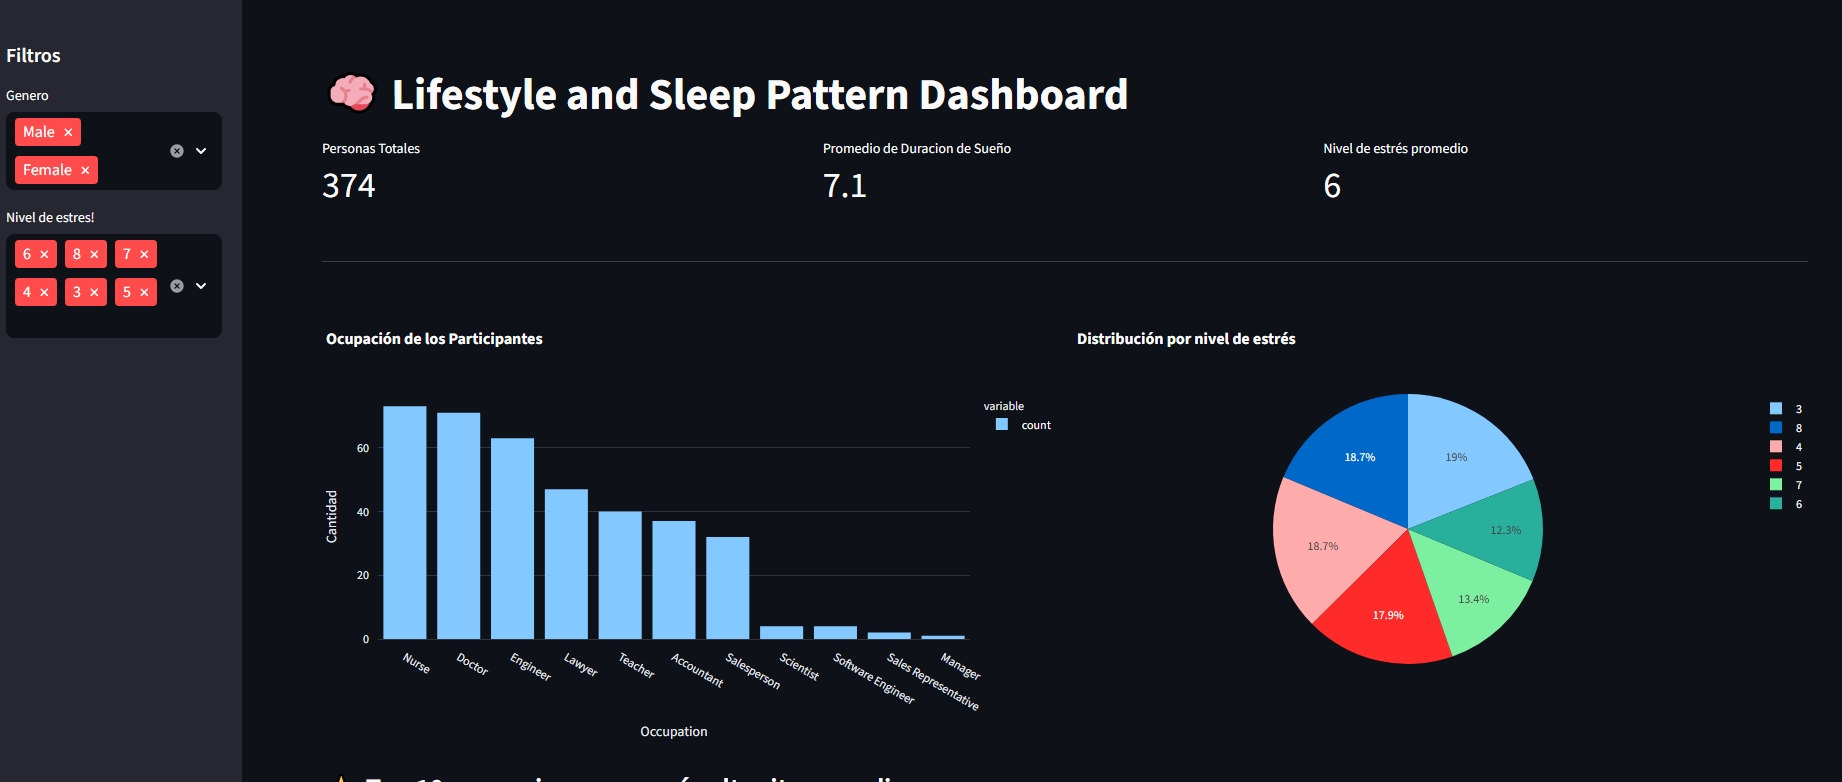 Filtros
Genero
Male ×
Female ×
Nivel de estres!
6 × 8 × 7 ×
4 × 3 × 5 ×
Lifestyle and Sleep Pattern Dashboard
Personas Totales
374
Promedio de Duracion de Sueño
7.1
Nivel de estrés promedio
6
Ocupación de los Participantes
Cantidad
60
40
20
0
Nurse
Doctor
Engineer
Lawyer
Teacher
Accountant
Salesperson
Scientist
Software Engineer
Sales Representative
Manager
Occupation
variable
count
Distribución por nivel de estrés
18.7%
19%
12.3%
13.4%
17.9%
18.7%
3
8
4
5
7
6